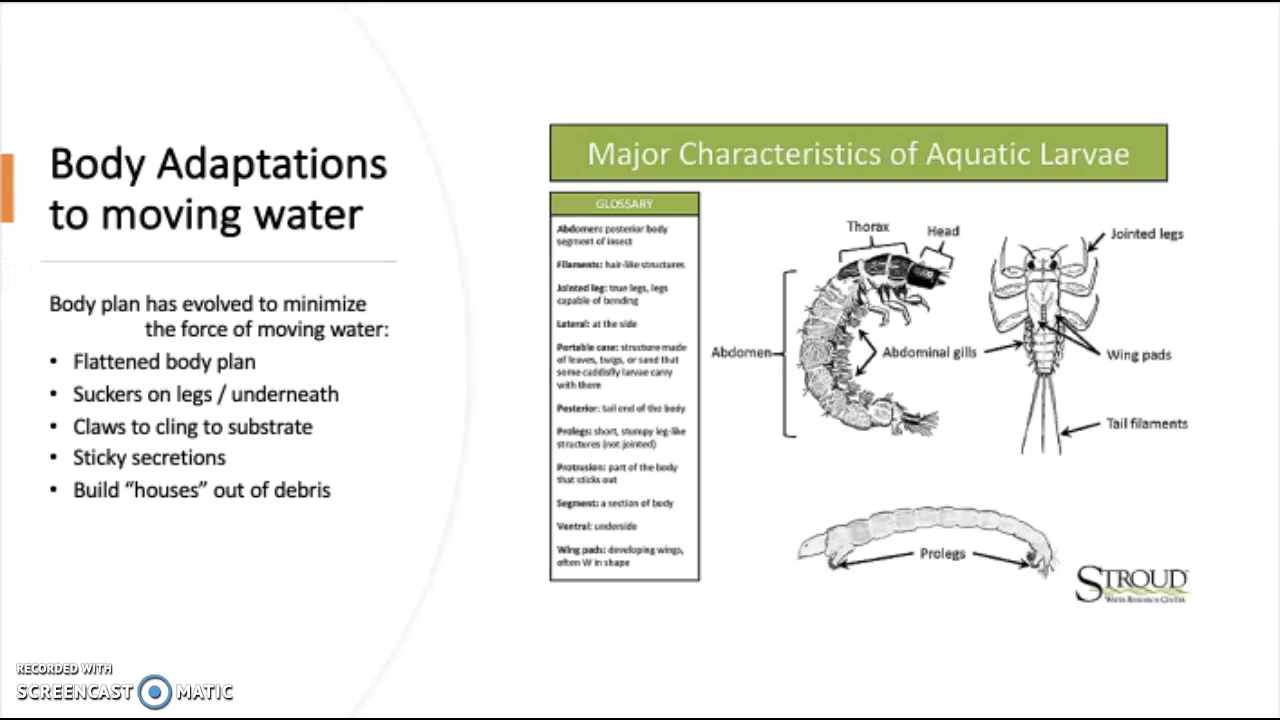 Body Adaptations
to moving water
Body plan has evolved to minimize
the force of moving water:
• Flattened body plan
• Suckers on legs / underneath
• Claws to cling to substrate
• Sticky secretions
• Build “houses” out of debris
Major Characteristics of Aquatic Larvae
GLOSSARY
Abdomen: posterior body
segment of insect
Filaments: hair-like structures
Jointed leg: true legs, legs
capable of bending
Lateral: at the side
Portable case: structure made
of leaves, twigs, or sand that
some caddisfly larvae carry
with them
Posterior: tail end of the body
Prolegs: short, stumpy leg-like
structures (not jointed)
Protrusion: part of the body
that sticks out
Segment: a section of body
Ventral: underside
Wing pads: developing wings,
often W in shape
Thorax
Head
Jointed legs
Abdomen
Abdominal gills
Wing pads
Tail filaments
Prolegs
STROUD
WATER RESEARCH CENTER
RECORDED WITH
SCREENCAST MATIC